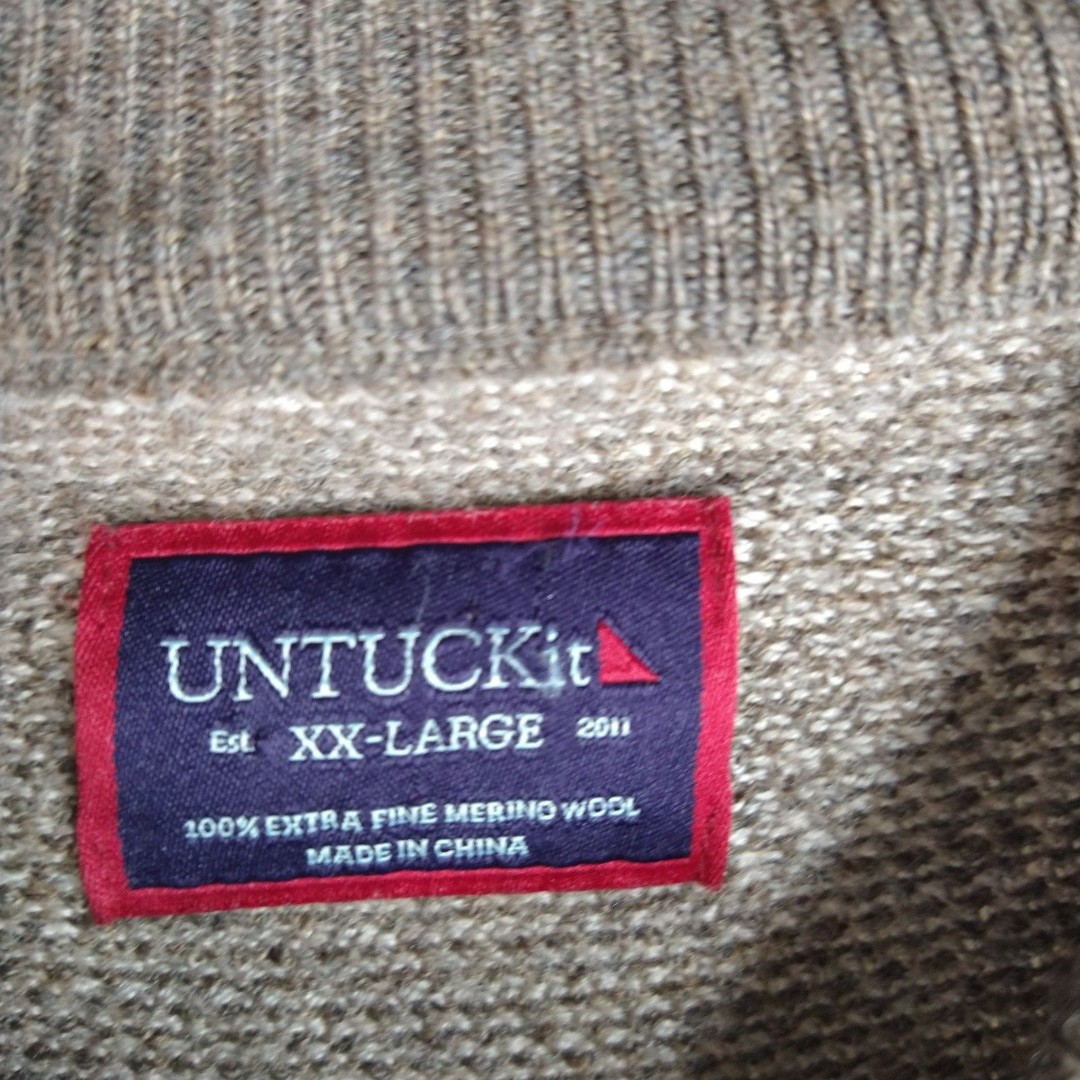 UNTUCKit
Est. XX-LARGE 2011
100% EXTRA FINE MERINO WOOL
MADE IN CHINA